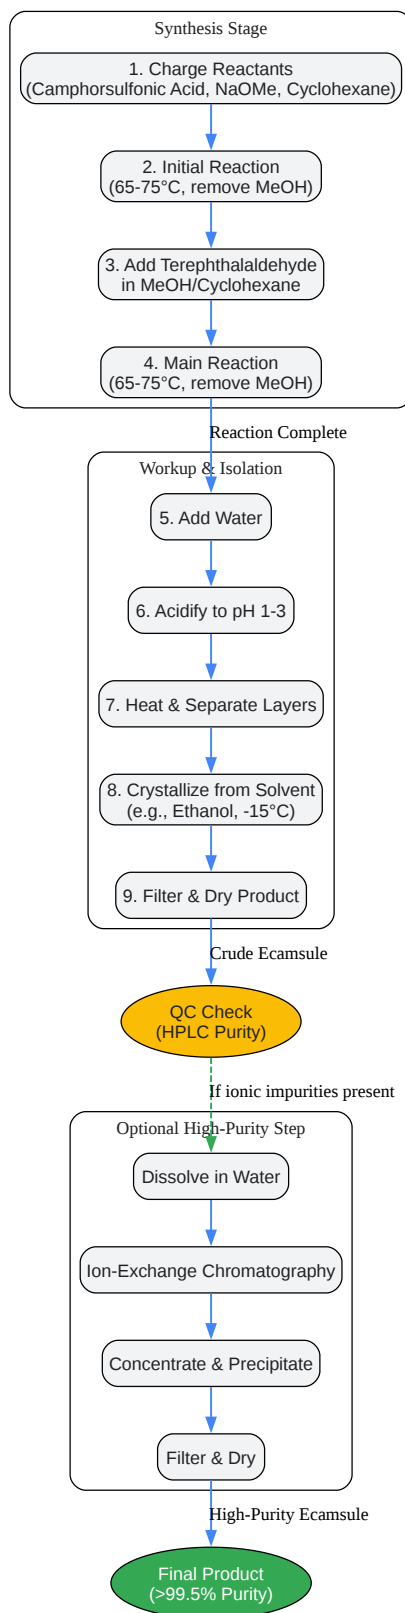 Synthesis Stage
1. Charge Reactants
(Camphorsulfonic Acid, NaOMe, Cyclohexane)
2. Initial Reaction
(65-75°C, remove MeOH)
3. Add Terephthalaldehyde
in MeOH/Cyclohexane
4. Main Reaction
(65-75°C, remove MeOH)
Reaction Complete
Workup & Isolation
5. Add Water
6. Acidify to pH 1-3
7. Heat & Separate Layers
8. Crystallize from Solvent
(e.g., Ethanol, -15°C)
9. Filter & Dry Product
Crude Ecamsule
QC Check
(HPLC Purity)
If ionic impurities present
Optional High-Purity Step
Dissolve in Water
Ion-Exchange Chromatography
Concentrate & Precipitate
Filter & Dry
High-Purity Ecamsule
Final Product
(>99.5% Purity)